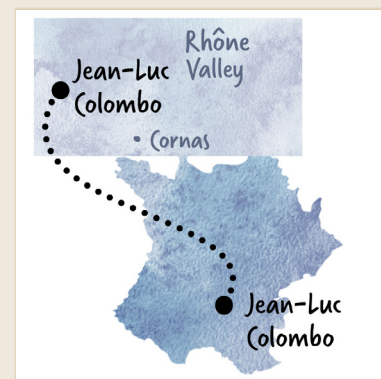 Rhône
Valley
Jean-Luc
Colombo
Cornas
Jean-Luc
Colombo